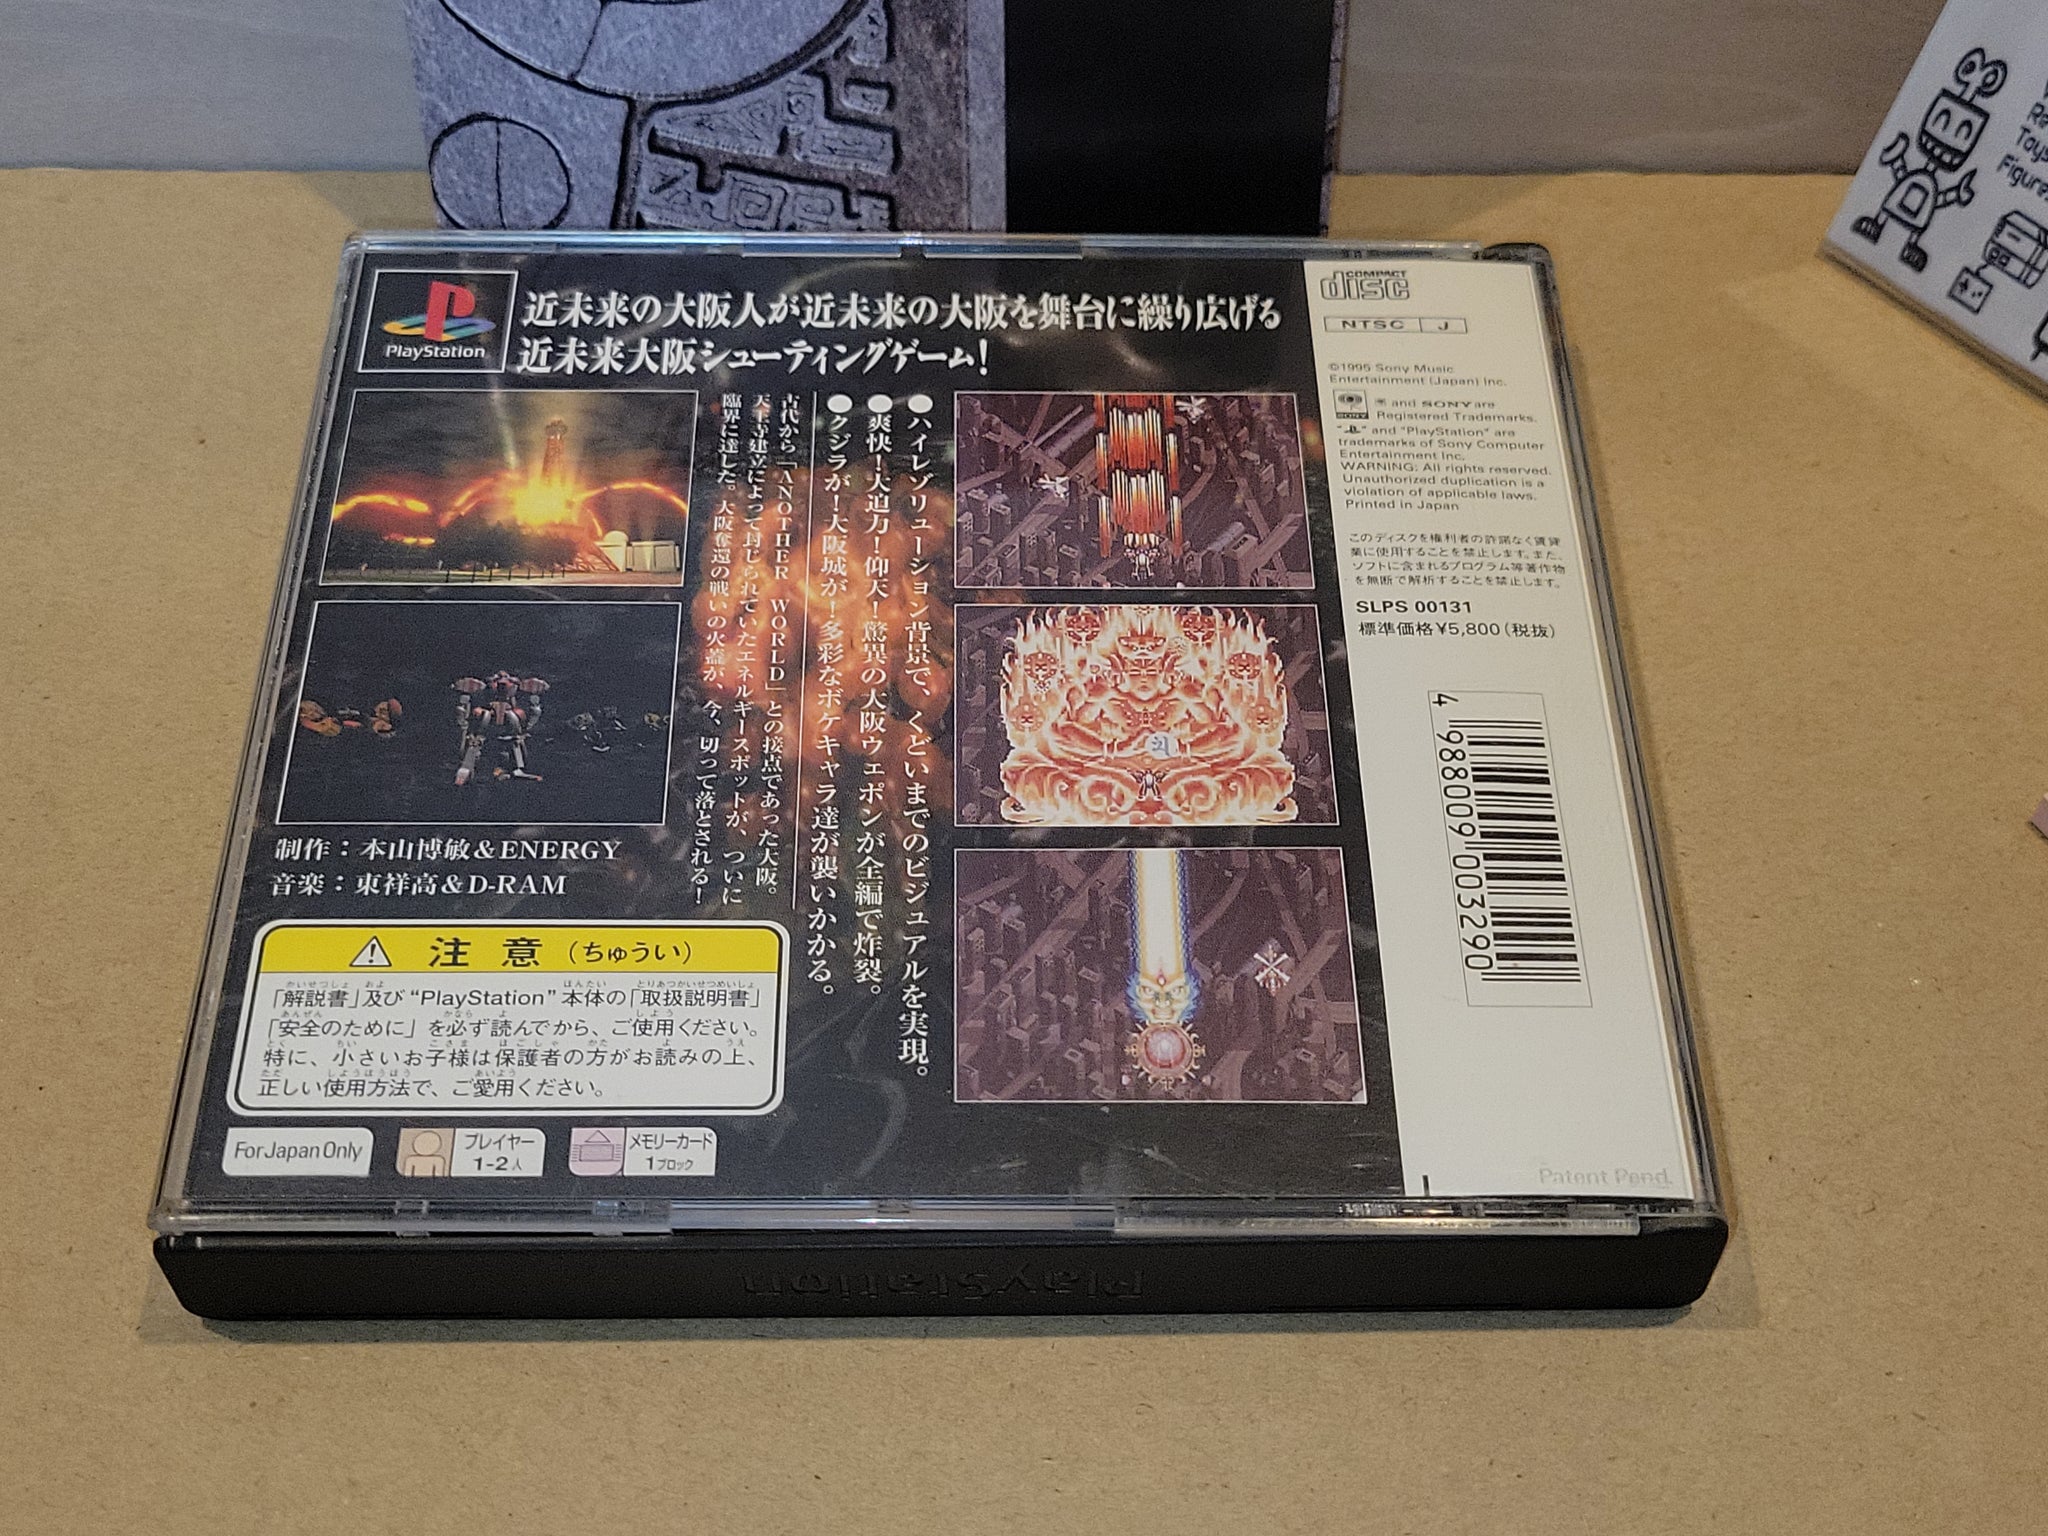 PlayStation
近未来の大阪人が近未来の大阪を舞台に繰り広げる
近未来大阪シューティングゲーム!
●ハイレゾリューション背景で、くどいまでのビジュアルを実現。
●爽快!大迫力!仰天!驚異の大阪ウェポンが全編で炸裂。
●クジラが!大阪城が!多彩なボケキャラ達が襲いかかる。
古代から「ANOTHER WORLD」との接点であった大阪。
天王寺建立によって封じられていたエネルギースポットが、ついに
臨界に達した。大阪奪還の戦いの火蓋が、今、切って落とされる!
制作：本山博敏&ENERGY
音楽：東祥高&D-RAM
注意(ちゅうい)
「解説書」及び“PlayStation”本体の「取扱説明書」
「安全のために」を必ず読んでから、ご使用ください。
特に、小さいお子様は保護者の方がお読みの上、
正しい使用方法で、ご愛用ください。
For Japan Only
プレイヤー
1-2人
メモリーカード
1ブロック
COMPACT
disc
NTSC J
©1995 Sony Music
Entertainment (Japan) Inc.
SONY
and SONY are
Registered Trademarks.
" " and "PlayStation" are
trademarks of Sony Computer
Entertainment Inc.
WARNING: All rights reserved.
Unauthorized duplication is a
violation of applicable laws.
Printed in Japan
このディスクを権利者の許諾なく賃貸
業に使用することを禁止します。また、
ソフトに含まれるプログラム等著作物
を無断で解析することを禁止します。
SLPS 00131
標準価格¥5,800(税抜)
4 988009 003290
Patent Pend.
PlayStation
Toys
Figure